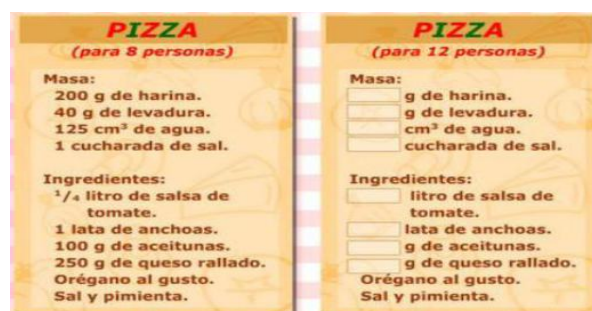 PIZZA
(para 8 personas)
Masa:
200 g de harina.
40 g de levadura.
125 cm³ de agua.
1 cucharada de sal.
Ingredientes:
¹/₄ litro de salsa de
tomate.
1 lata de anchoas.
100 g de aceitunas.
250 g de queso rallado.
Orégano al gusto.
Sal y pimienta.
PIZZA
(para 12 personas)
Masa:
g de harina.
g de levadura.
cm³ de agua.
cucharada de sal.
Ingredientes:
litro de salsa de
tomate.
lata de anchoas.
g de aceitunas.
g de queso rallado.
Orégano al gusto.
Sal y pimienta.